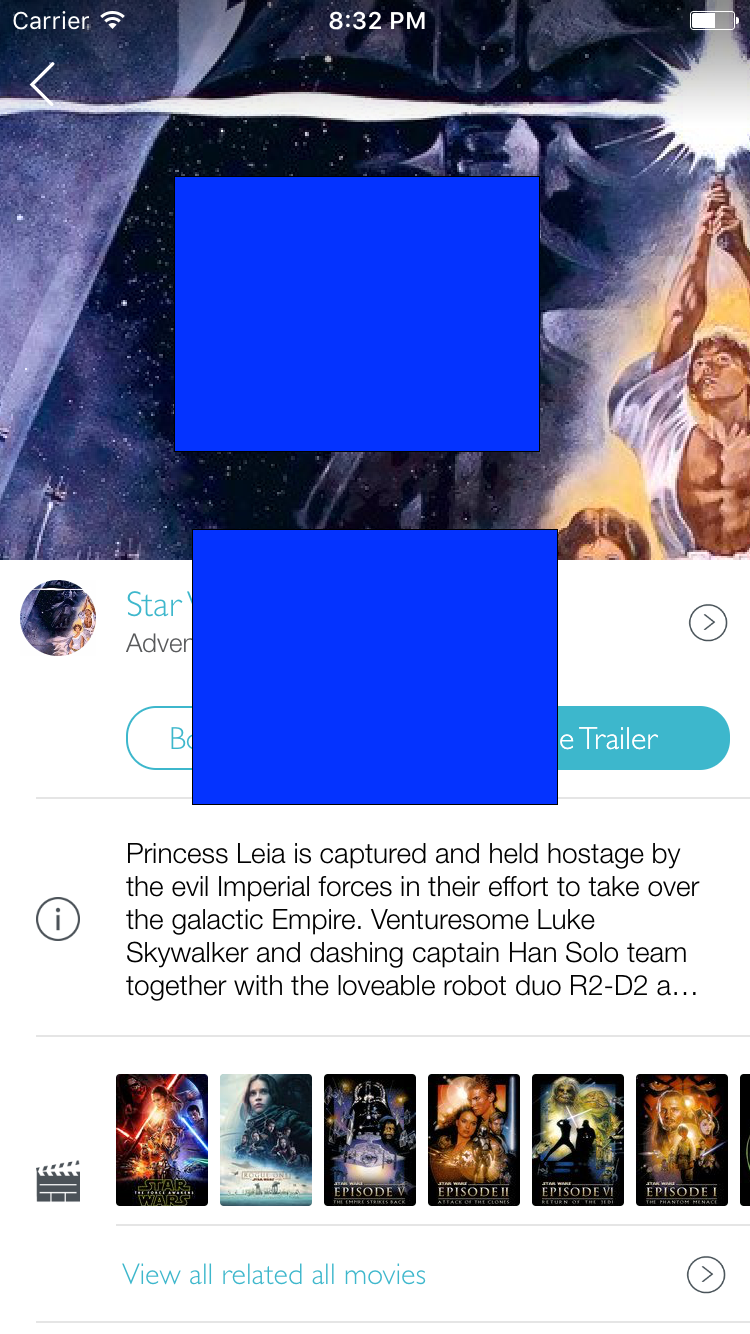 Carrier 8:32 PM
Star
Adven
Bo e Trailer
Princess Leia is captured and held hostage by
the evil Imperial forces in their effort to take over
the galactic Empire. Venturesome Luke
Skywalker and dashing captain Han Solo team
together with the loveable robot duo R2-D2 a…
STAR WARS THE FORCE AWAKENS
ROGUE ONE STAR WARS
STAR WARS EPISODE V THE EMPIRE STRIKES BACK
STAR WARS EPISODE II ATTACK OF THE CLONES
STAR WARS EPISODE VI RETURN OF THE JEDI
STAR WARS EPISODE I THE PHANTOM MENACE
View all related all movies